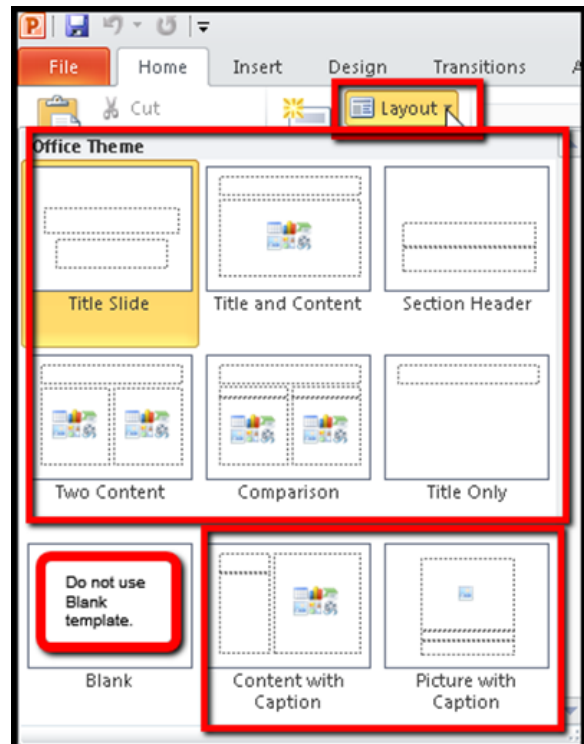 P
File Home Insert Design Transitions A
Cut Layout
Office Theme
Title Slide Title and Content Section Header
Two Content Comparison Title Only
Do not use
Blank
template.
Blank Content with Picture with
Caption Caption